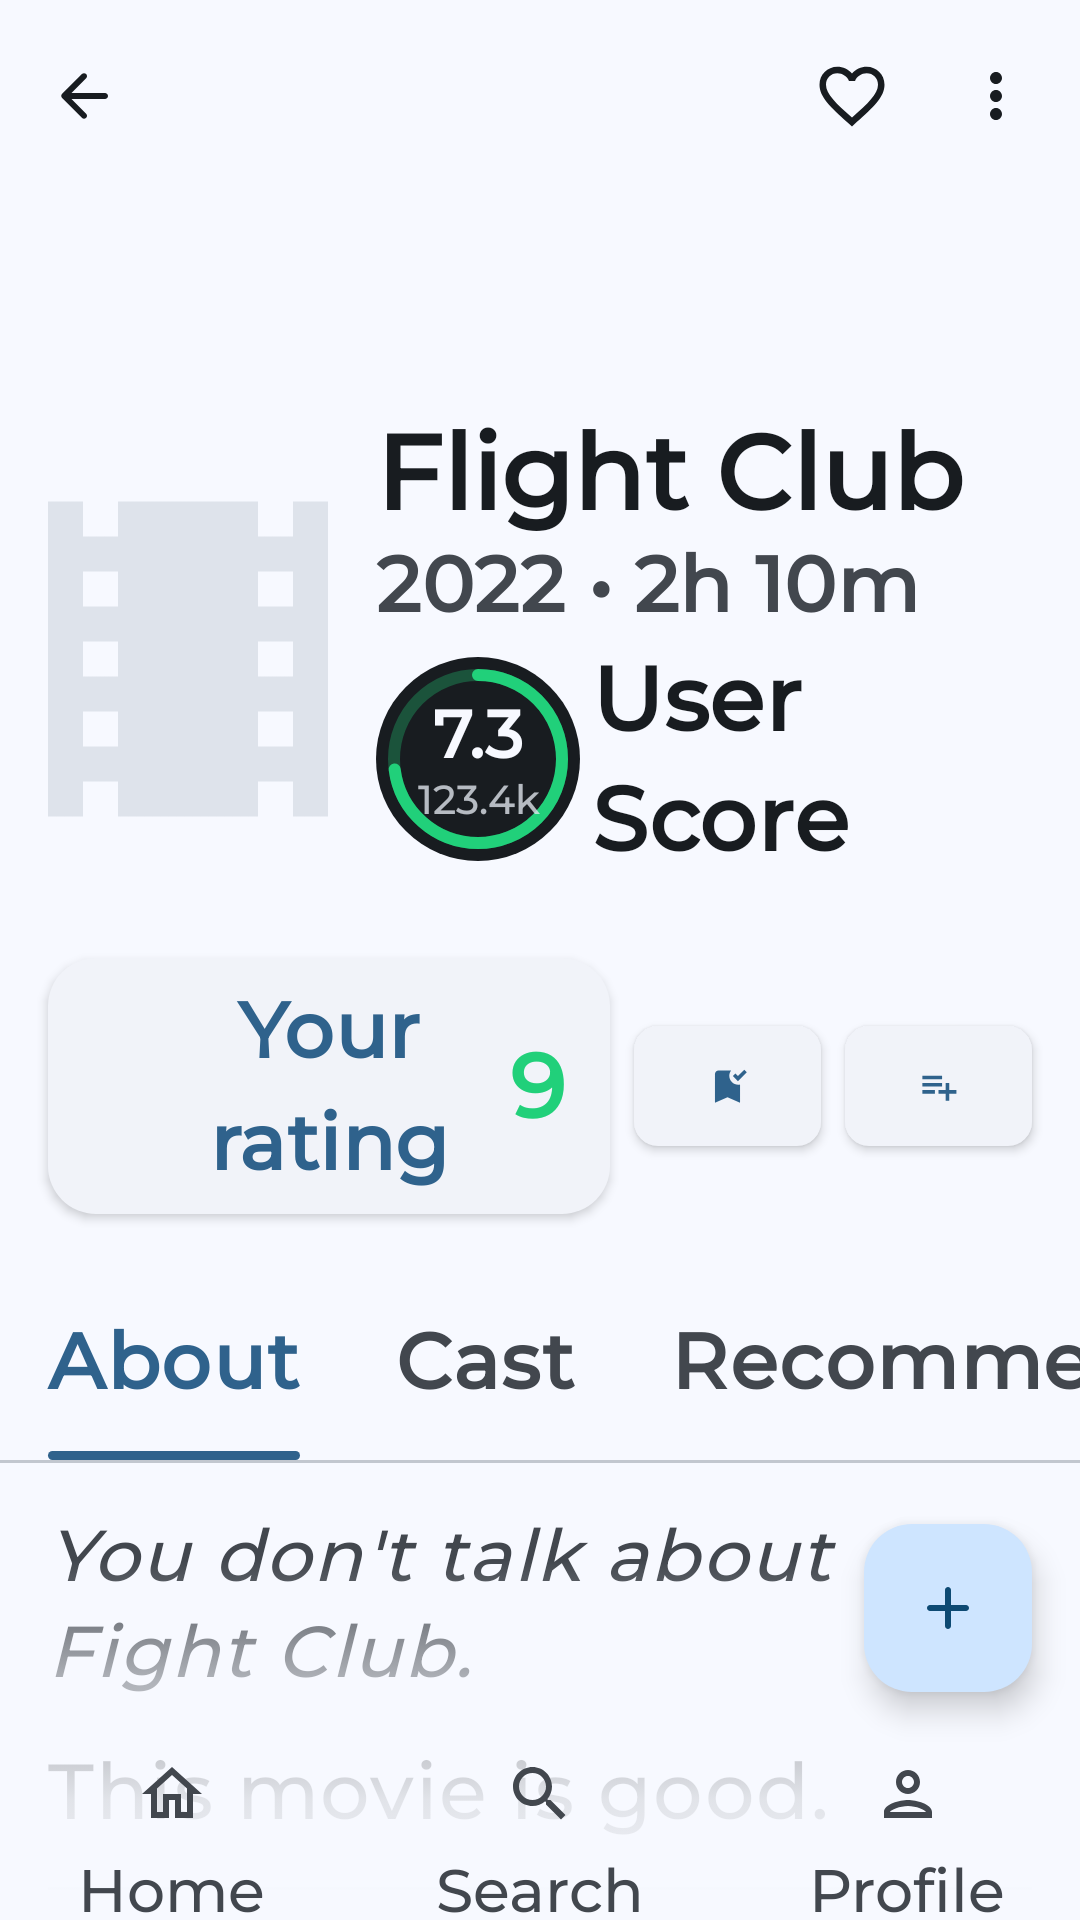 Flight Club
2022 • 2h 10m
7.3
123.4k
User
Score
Your
rating
9
About
Cast
Recomme
You don't talk about
Fight Club.
This movie is good.
Home
Search
Profile